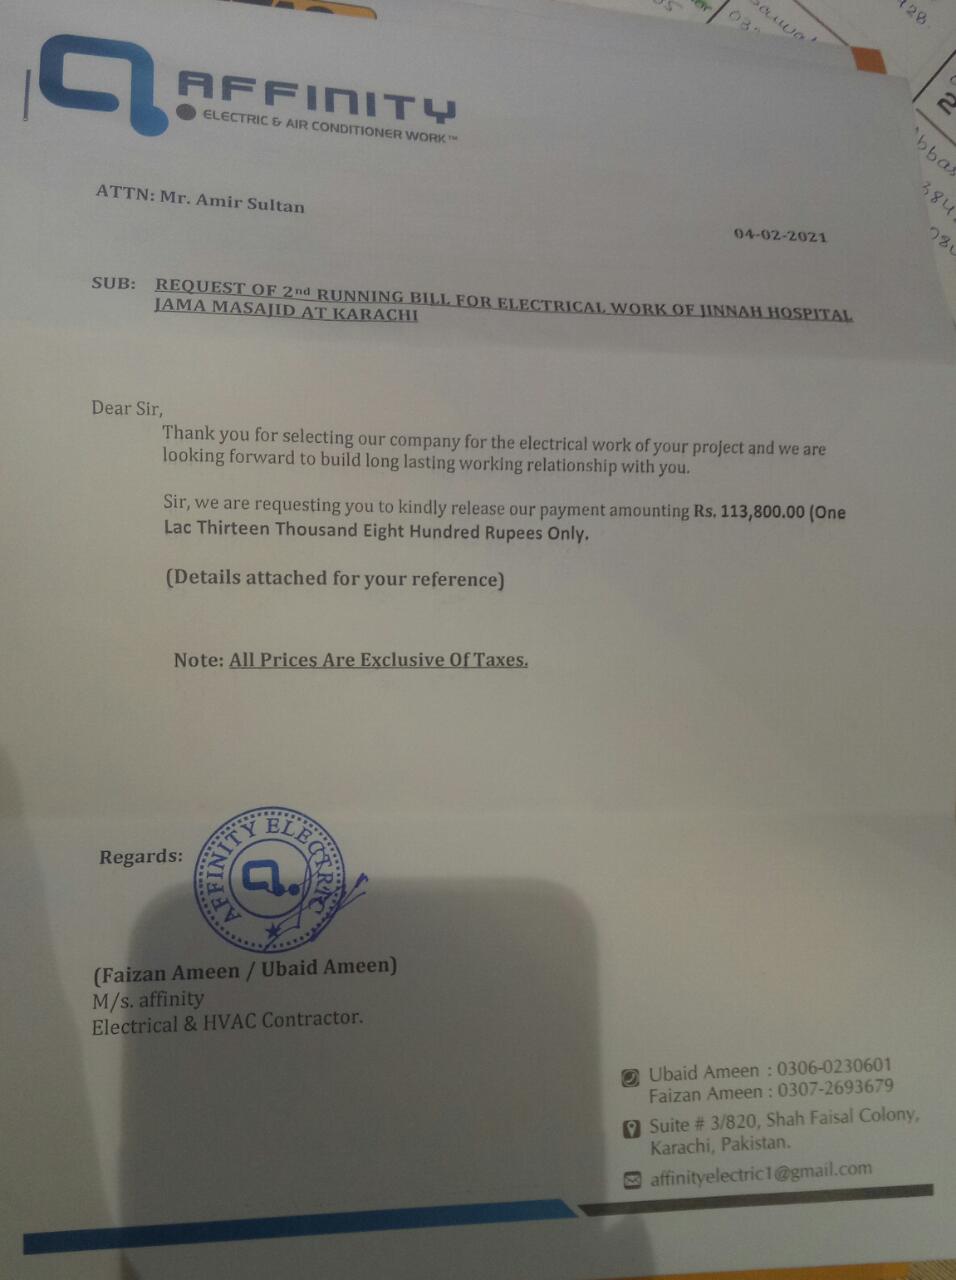 AFFINITY
ELECTRIC & AIR CONDITIONER WORK™
ATTN: Mr. Amir Sultan
04-02-2021
SUB: REQUEST OF 2nd RUNNING BILL FOR ELECTRICAL WORK OF JINNAH HOSPITAL
JAMA MASAJID AT KARACHI
Dear Sir,
Thank you for selecting our company for the electrical work of your project and we are
looking forward to build long lasting working relationship with you.
Sir, we are requesting you to kindly release our payment amounting Rs. 113,800.00 (One
Lac Thirteen Thousand Eight Hundred Rupees Only.
(Details attached for your reference)
Note: All Prices Are Exclusive Of Taxes.
Regards:
AFFINITY ELECTRIC
(Faizan Ameen / Ubaid Ameen)
M/s. affinity
Electrical & HVAC Contractor.
Ubaid Ameen : 0306-0230601
Faizan Ameen : 0307-2693679
Suite # 3/820, Shah Faisal Colony,
Karachi, Pakistan.
affinityelectric1@gmail.com